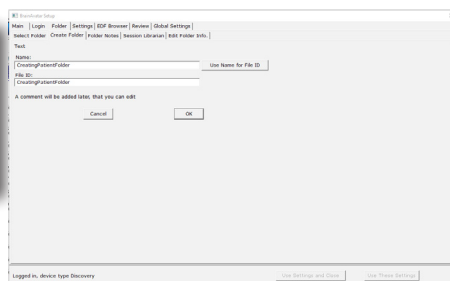 BrainAvatar Setup
Main Login Folder Settings EDF Browser Review Global Settings
Select Folder Create Folder Folder Notes Session Librarian Edit Folder Info.
Text
Name:
CreatingPatientFolder Use Name for File ID
File ID:
CreatingPatientFolder
A comment will be added later, that you can edit
Cancel OK
Logged in, device type Discovery Use Settings and Close Use These Settings